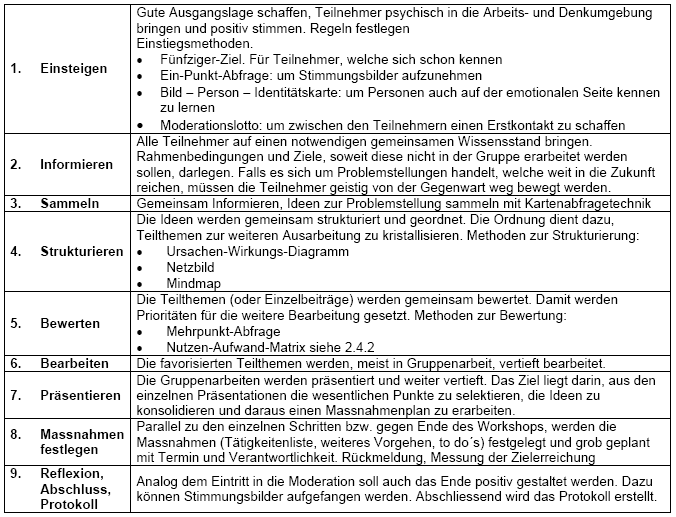 1. Einsteigen
Gute Ausgangslage schaffen, Teilnehmer psychisch in die Arbeits- und Denkumgebung
bringen und positiv stimmen. Regeln festlegen
Einstiegsmethoden.
• Fünfziger-Ziel. Für Teilnehmer, welche sich schon kennen
• Ein-Punkt-Abfrage: um Stimmungsbilder aufzunehmen
• Bild – Person – Identitätskarte: um Personen auch auf der emotionalen Seite kennen
zu lernen
• Moderationslotto: um zwischen den Teilnehmern einen Erstkontakt zu schaffen
2. Informieren
Alle Teilnehmer auf einen notwendigen gemeinsamen Wissensstand bringen.
Rahmenbedingungen und Ziele, soweit diese nicht in der Gruppe erarbeitet werden
sollen, darlegen. Falls es sich um Problemstellungen handelt, welche weit in die Zukunft
reichen, müssen die Teilnehmer geistig von der Gegenwart weg bewegt werden.
3. Sammeln
Gemeinsam Informieren, Ideen zur Problemstellung sammeln mit Kartenabfragetechnik
4. Strukturieren
Die Ideen werden gemeinsam strukturiert und geordnet. Die Ordnung dient dazu,
Teilthemen zur weiteren Ausarbeitung zu kristallisieren. Methoden zur Strukturierung:
• Ursachen-Wirkungs-Diagramm
• Netzbild
• Mindmap
5. Bewerten
Die Teilthemen (oder Einzelbeiträge) werden gemeinsam bewertet. Damit werden
Prioritäten für die weitere Bearbeitung gesetzt. Methoden zur Bewertung:
• Mehrpunkt-Abfrage
• Nutzen-Aufwand-Matrix siehe 2.4.2
6. Bearbeiten
Die favorisierten Teilthemen werden, meist in Gruppenarbeit, vertieft bearbeitet.
7. Präsentieren
Die Gruppenarbeiten werden präsentiert und weiter vertieft. Das Ziel liegt darin, aus den
einzelnen Präsentationen die wesentlichen Punkte zu selektieren, die Ideen zu
konsolidieren und daraus einen Massnahmenplan zu erarbeiten.
8. Massnahmen
festlegen
Parallel zu den einzelnen Schritten bzw. gegen Ende des Workshops, werden die
Massnahmen (Tätigkeitenliste, weiteres Vorgehen, to do´s) festgelegt und grob geplant
mit Termin und Verantwortlichkeit. Rückmeldung, Messung der Zielerreichung
9. Reflexion,
Abschluss,
Protokoll
Analog dem Eintritt in die Moderation soll auch das Ende positiv gestaltet werden. Dazu
können Stimmungsbilder aufgefangen werden. Abschliessend wird das Protokoll erstellt.